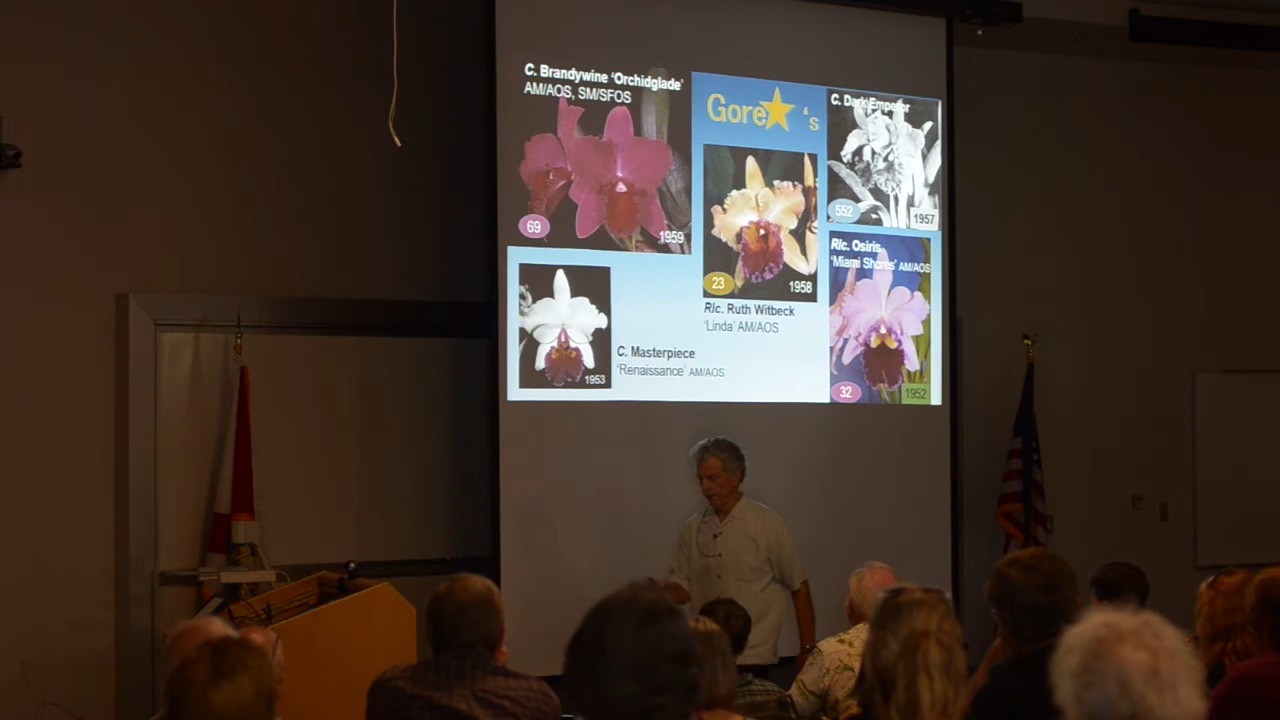 C. Brandywine ‘Orchidglade’
AM/AOS, SM/SFOS
69
1959
Gore ‘s
23
1958
Rlc. Ruth Witbeck
‘Linda’ AM/AOS
C. Dark Emperor
552
1957
Rlc. Osiris
‘Miami Shores’ AM/AOS
32
1952
1953
C. Masterpiece
‘Renaissance’ AM/AOS